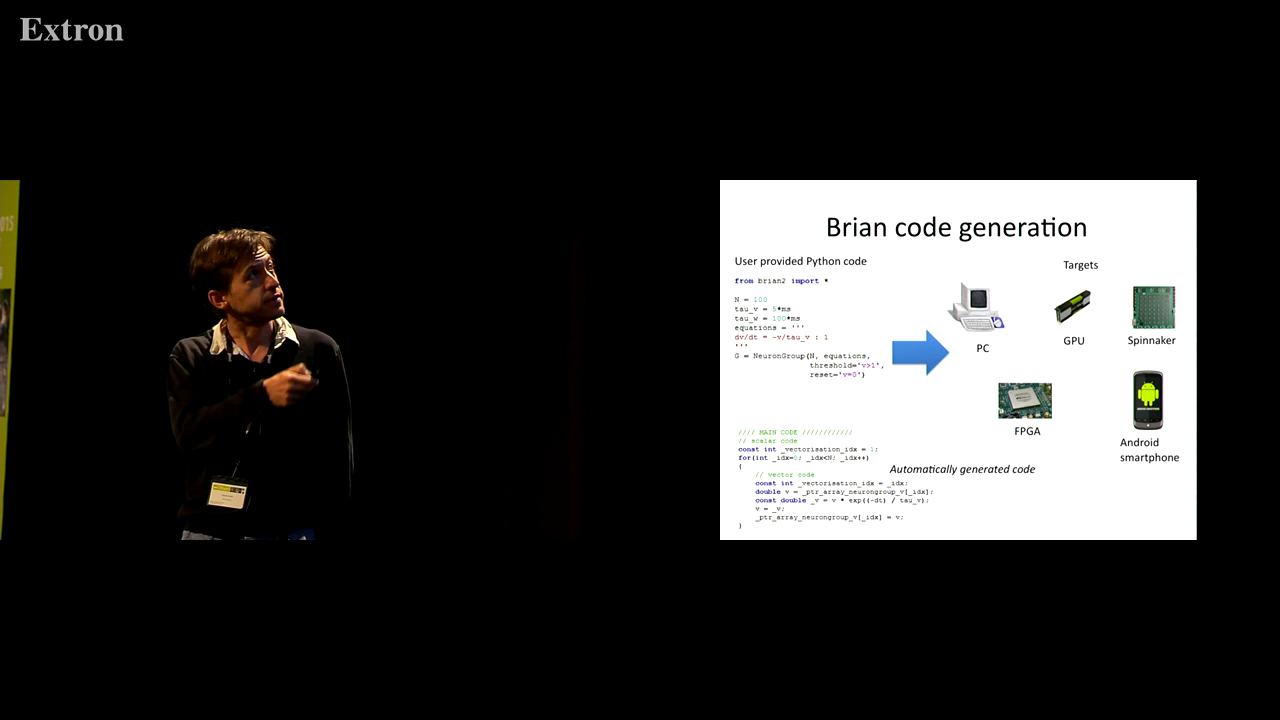 Extron
015
Brian code generation
User provided Python code
from brian2 import *
N = 100
tau_v = 5*ms
tau_w = 100*ms
equations = '''
dv/dt = -v/tau_v : 1
'''
G = NeuronGroup(N, equations,
threshold='v>1',
reset='v=0')
Targets
PC
GPU
Spinnaker
FPGA
Android
smartphone
//// MAIN CODE ////////////
// scalar code
const int _vectorisation_idx = 1;
for(int _idx=0; _idx<N; _idx++)
{
// vector code
const int _vectorisation_idx = _idx;
double v = _ptr_array_neurongroup_v[_idx];
const double _v = v * exp((-dt) / tau_v);
v = _v;
_ptr_array_neurongroup_v[_idx] = v;
}
Automatically generated code